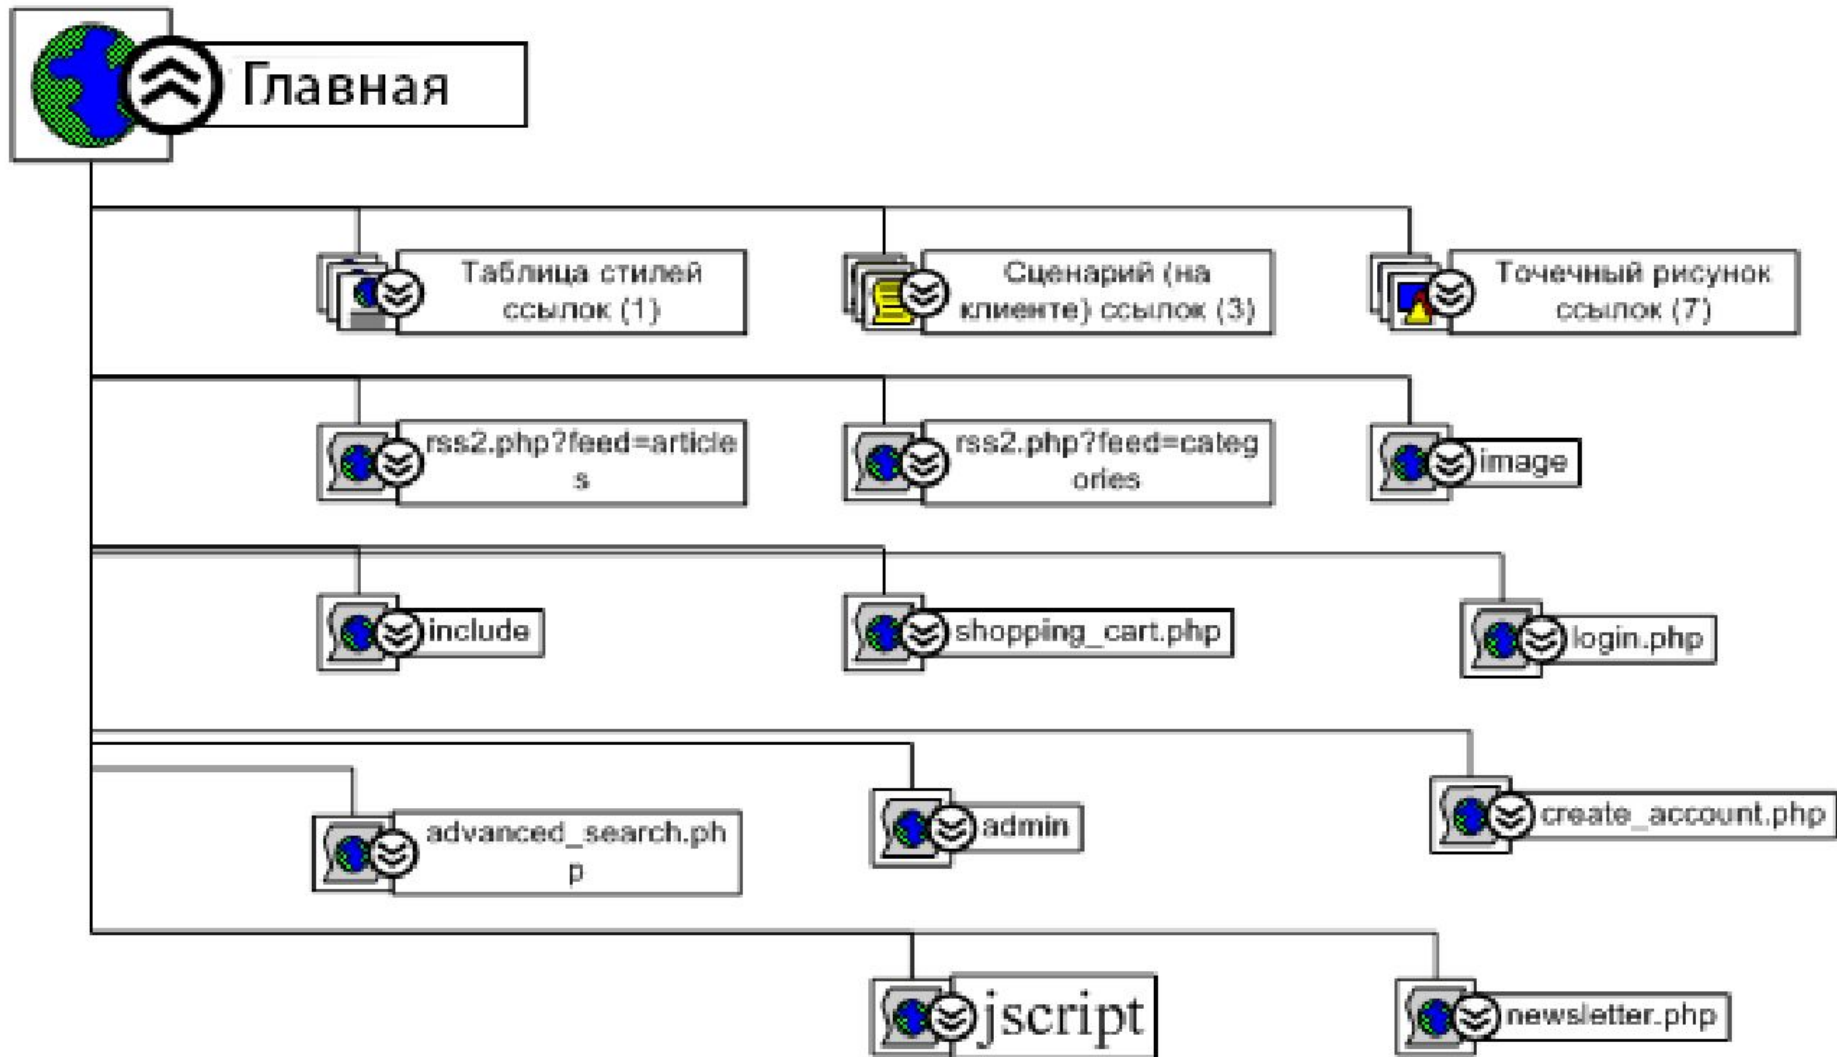 Главная
Таблица стилей
ссылок (1)
Сценарий (на
клиенте) ссылок (3)
Точечный рисунок
ссылок (7)
rss2.php?feed=article
s
rss2.php?feed=categ
ories
image
include
shopping_cart.php
login.php
advanced_search.ph
p
admin
create_account.php
jscript
newsletter.php